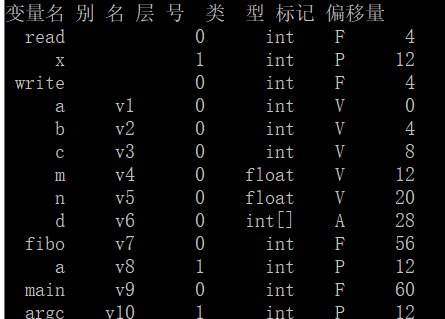 变量名 别 名 层 号 类 型 标记 偏移量
read 0 int F 4
x 1 int P 12
write 0 int F 4
a v1 0 int V 0
b v2 0 int V 4
c v3 0 int V 8
m v4 0 float V 12
n v5 0 float V 20
d v6 0 int[] A 28
fibo v7 0 int F 56
a v8 1 int P 12
main v9 0 int F 60
argc v10 1 int P 12